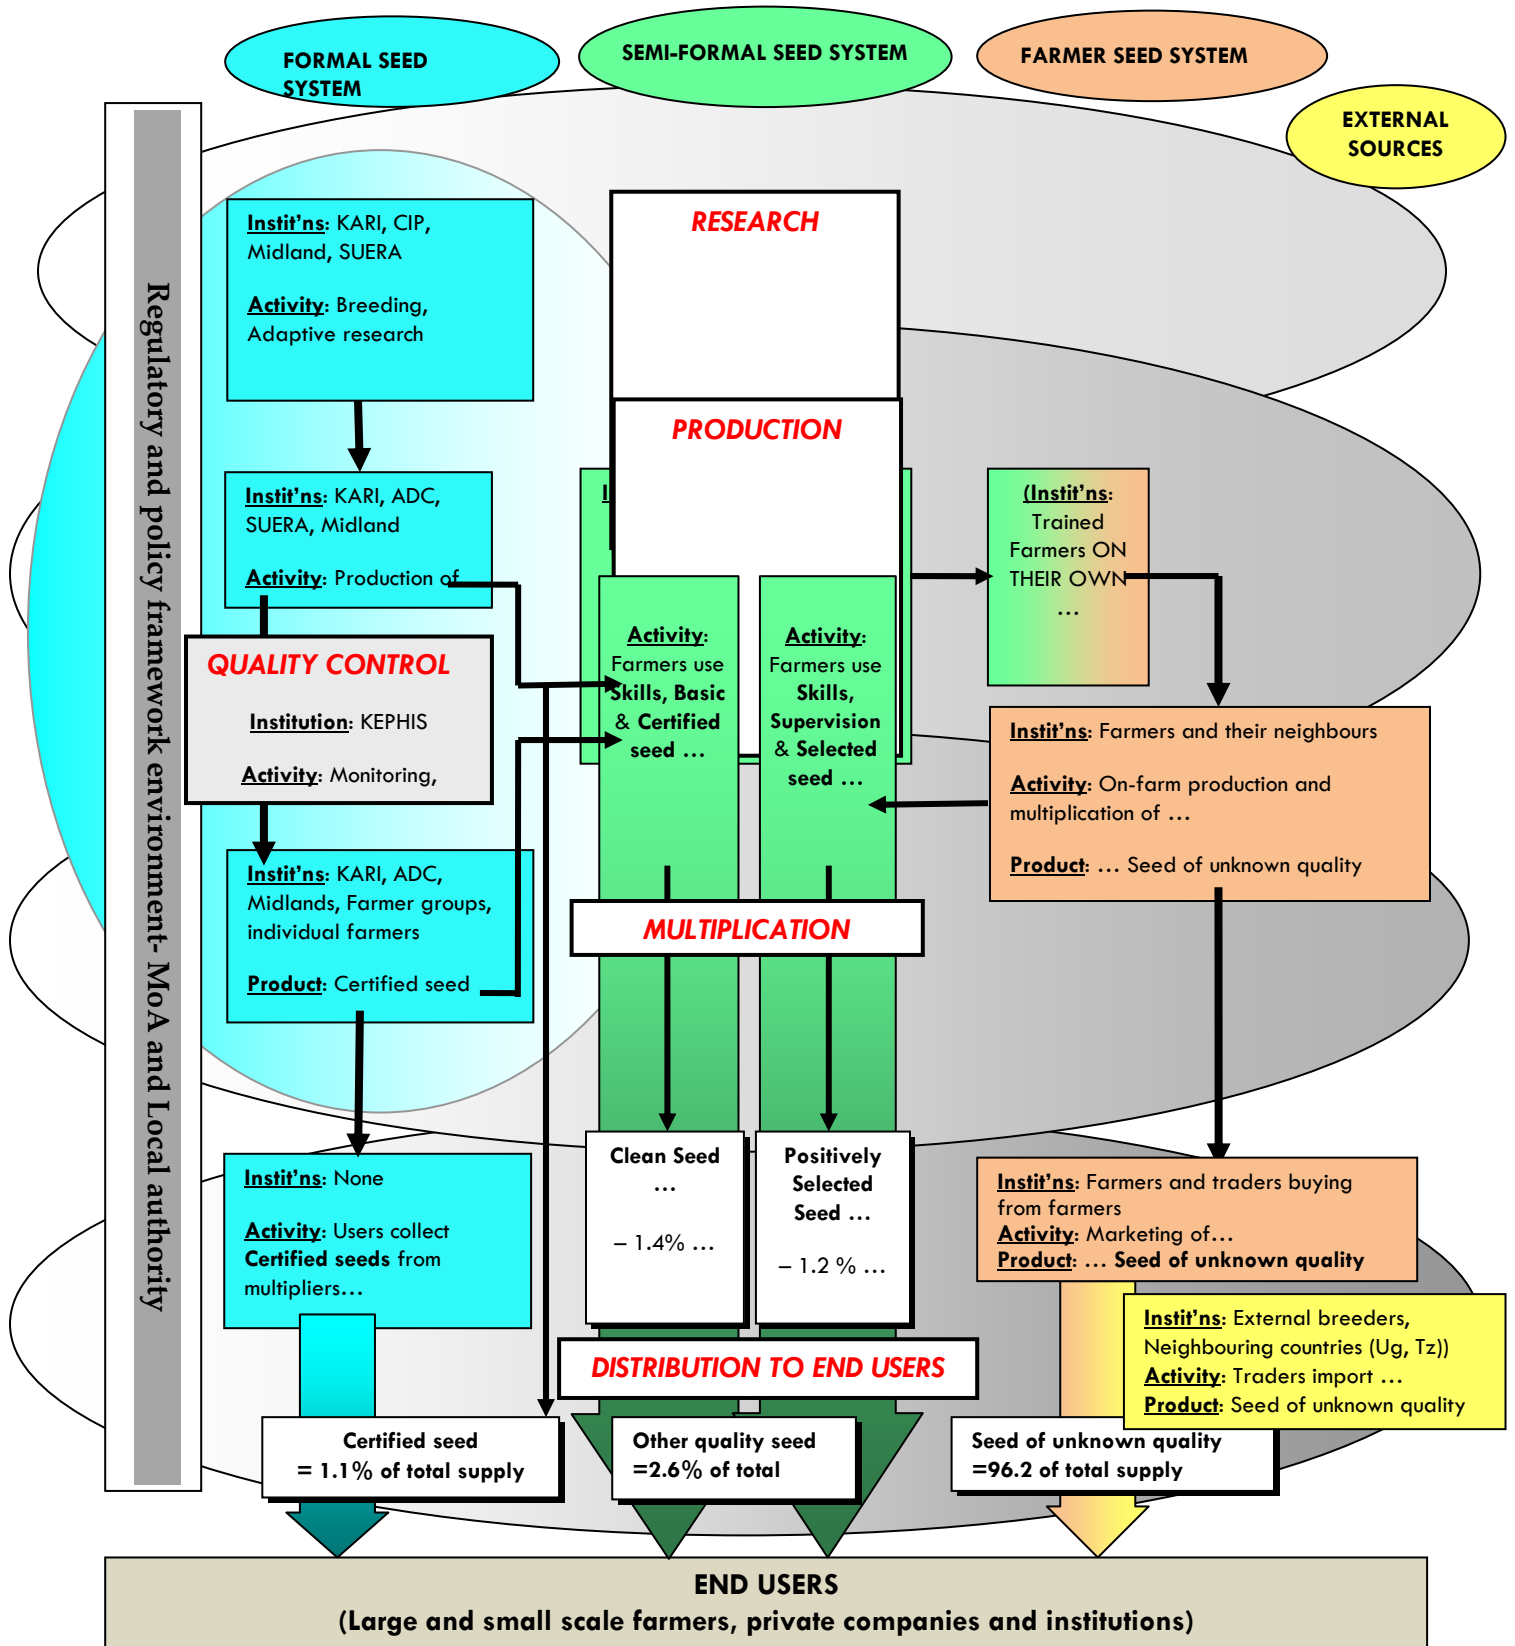 FORMAL SEED
SYSTEM
SEMI-FORMAL SEED SYSTEM
FARMER SEED SYSTEM
EXTERNAL
SOURCES
Regulatory and policy framework environment- MoA and Local authority
Instit'ns: KARI, CIP,
Midland, SUERA
Activity: Breeding,
Adaptive research
RESEARCH
PRODUCTION
Instit'ns: KARI, ADC,
SUERA, Midland
Activity: Production of
(Instit'ns:
Trained
Farmers ON
THEIR OWN
...
QUALITY CONTROL
Institution: KEPHIS
Activity: Monitoring,
Activity:
Farmers use
Skills, Basic
& Certified
seed ...
Activity:
Farmers use
Skills,
Supervision
& Selected
seed ...
Instit'ns: Farmers and their neighbours
Activity: On-farm production and
multiplication of ...
Product: ... Seed of unknown quality
Instit'ns: KARI, ADC,
Midlands, Farmer groups,
individual farmers
Product: Certified seed
MULTIPLICATION
Instit'ns: None
Activity: Users collect
Certified seeds from
multipliers...
Clean Seed
...
– 1.4% ...
Positively
Selected
Seed ...
– 1.2 % ...
Instit'ns: Farmers and traders buying
from farmers
Activity: Marketing of...
Product: ... Seed of unknown quality
Instit'ns: External breeders,
Neighbouring countries (Ug, Tz))
Activity: Traders import ...
Product: Seed of unknown quality
DISTRIBUTION TO END USERS
Certified seed
= 1.1% of total supply
Other quality seed
=2.6% of total
Seed of unknown quality
=96.2 of total supply
END USERS
(Large and small scale farmers, private companies and institutions)